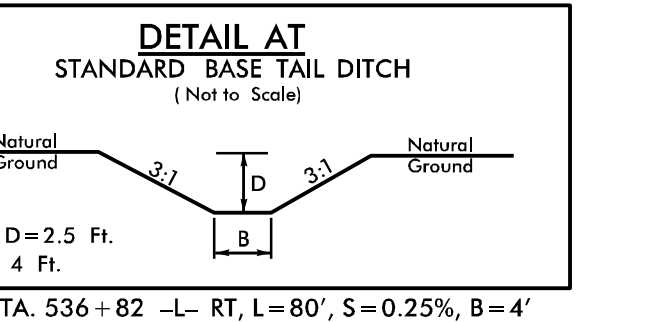 DETAIL AT
STANDARD BASE TAIL DITCH
(Not to Scale)
Natural
Ground
3:1
D
3:1
Natural
Ground
B
D=2.5 Ft.
4 Ft.
TA. 536+82 -L- RT, L=80', S=0.25%, B=4'